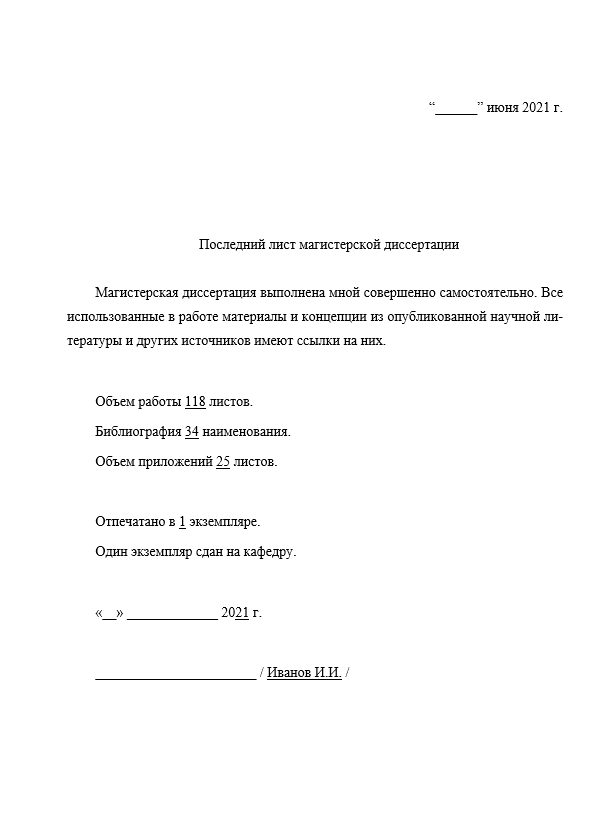 “______” июня 2021 г.
Последний лист магистерской диссертации
Магистерская диссертация выполнена мной совершенно самостоятельно. Все
использованные в работе материалы и концепции из опубликованной научной ли-
тературы и других источников имеют ссылки на них.
Объем работы 118 листов.
Библиография 34 наименования.
Объем приложений 25 листов.
Отпечатано в 1 экземпляре.
Один экземпляр сдан на кафедру.
«__» _____________ 2021 г.
_______________________ / Иванов И.И. /